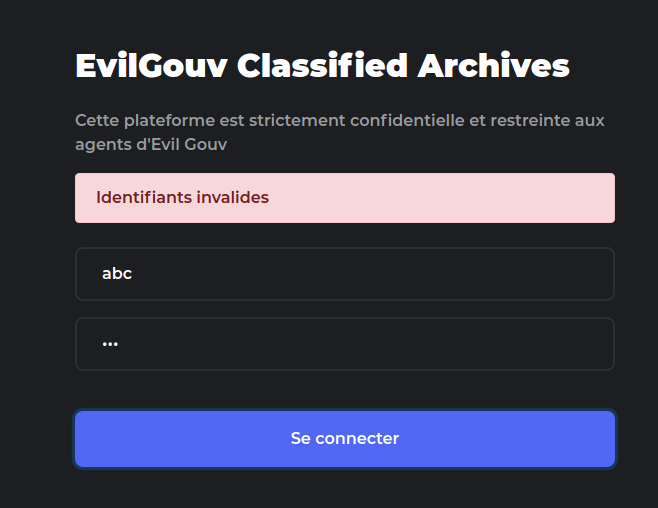 EvilGouv Classified Archives
Cette plateforme est strictement confidentielle et restreinte aux
agents d'Evil Gouv
Identifiants invalides
abc
•••
Se connecter